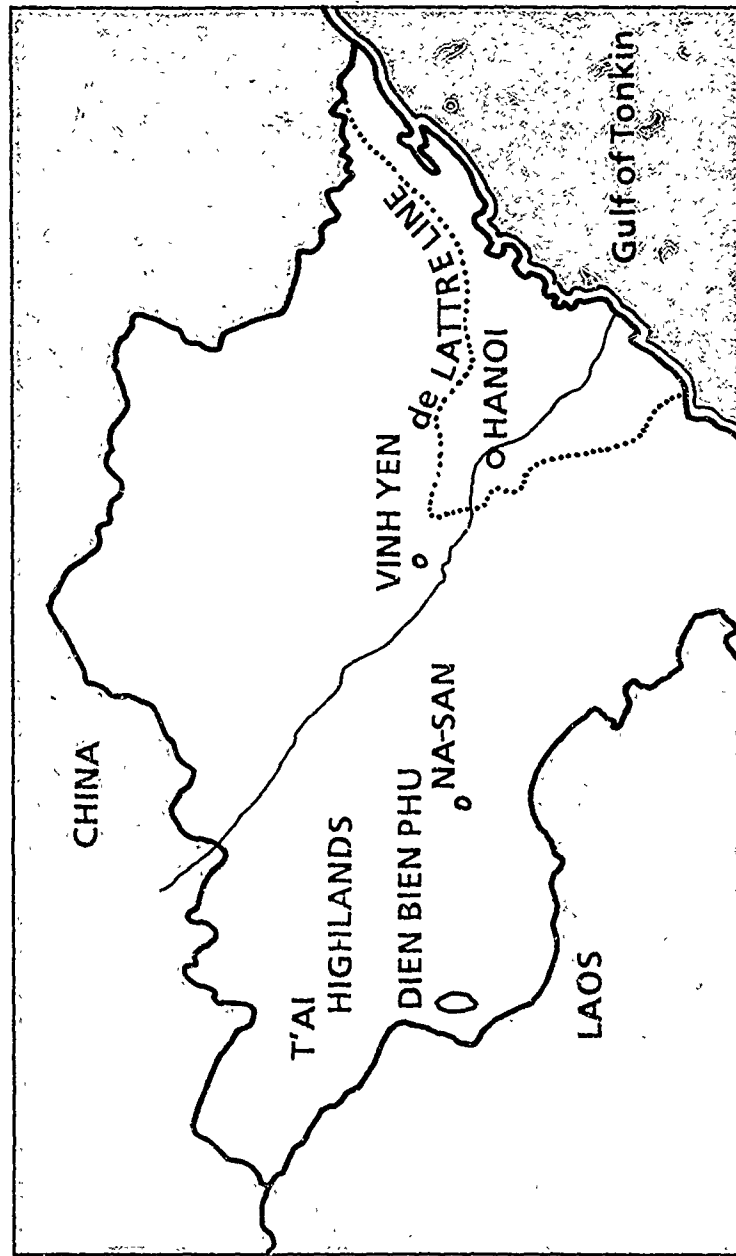 CHINA
T'AI
HIGHLANDS
DIEN BIEN PHU
NA-SAN
VINH YEN
de LATTRE LINE
HANOI
LAOS
Gulf of Tonkin